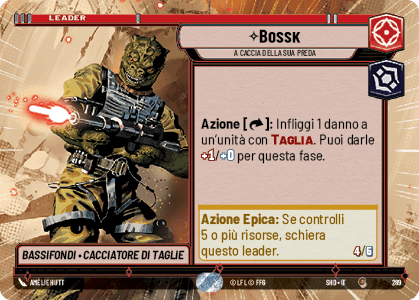 LEADER
BOSSK
A CACCIA DELLA SUA PREDA
Azione [ ]: Infliggi 1 danno a
un'unità con TAGLIA. Puoi darle
+1/+0 per questa fase.
Azione Epica: Se controlli
5 o più risorse, schiera
questo leader.
4/6
BASSIFONDI • CACCIATORE DI TAGLIE
AMÉLIE HUTT
© LFL © FFG
SHD • IT
289